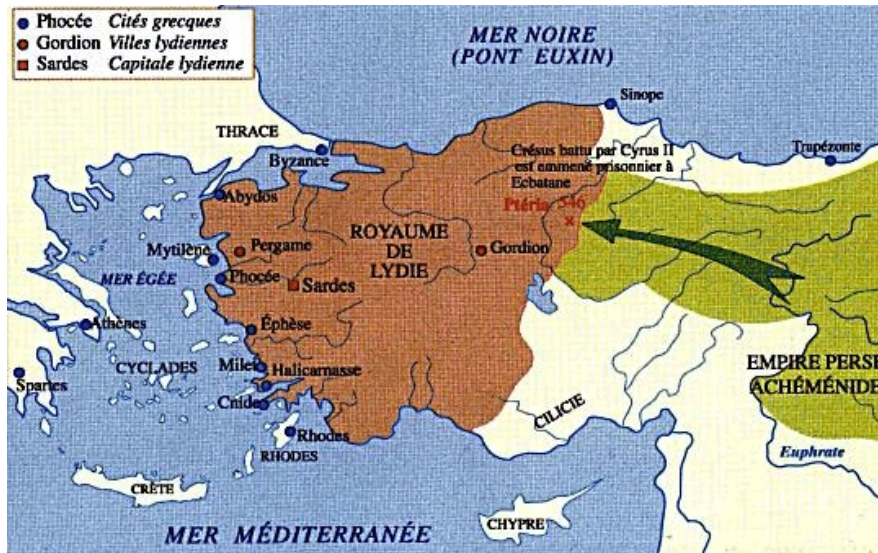 Phocée Cités grecques
Gordion Villes lydiennes
Sardes Capitale lydienne
MER NOIRE
(PONT EUXIN)
Sinope
THRACE
Byzance
Trapézonte
Crésus battu par Cyrus II
est emmené prisonnier à
Ecbatane
Ptéria 546
Abydos
ROYAUME
DE
LYDIE
Pergame
Gordion
Mytilène
MER ÉGÉE
Phocée
Sardes
Athènes
Éphèse
CYCLADES
Milet
Halicarnasse
Spartes
Cnide
EMPIRE PERSE
ACHÉMÉNIDE
CILICIE
Rhodes
RHODES
Euphrate
CRÈTE
CHYPRE
MER MÉDITERRANÉE